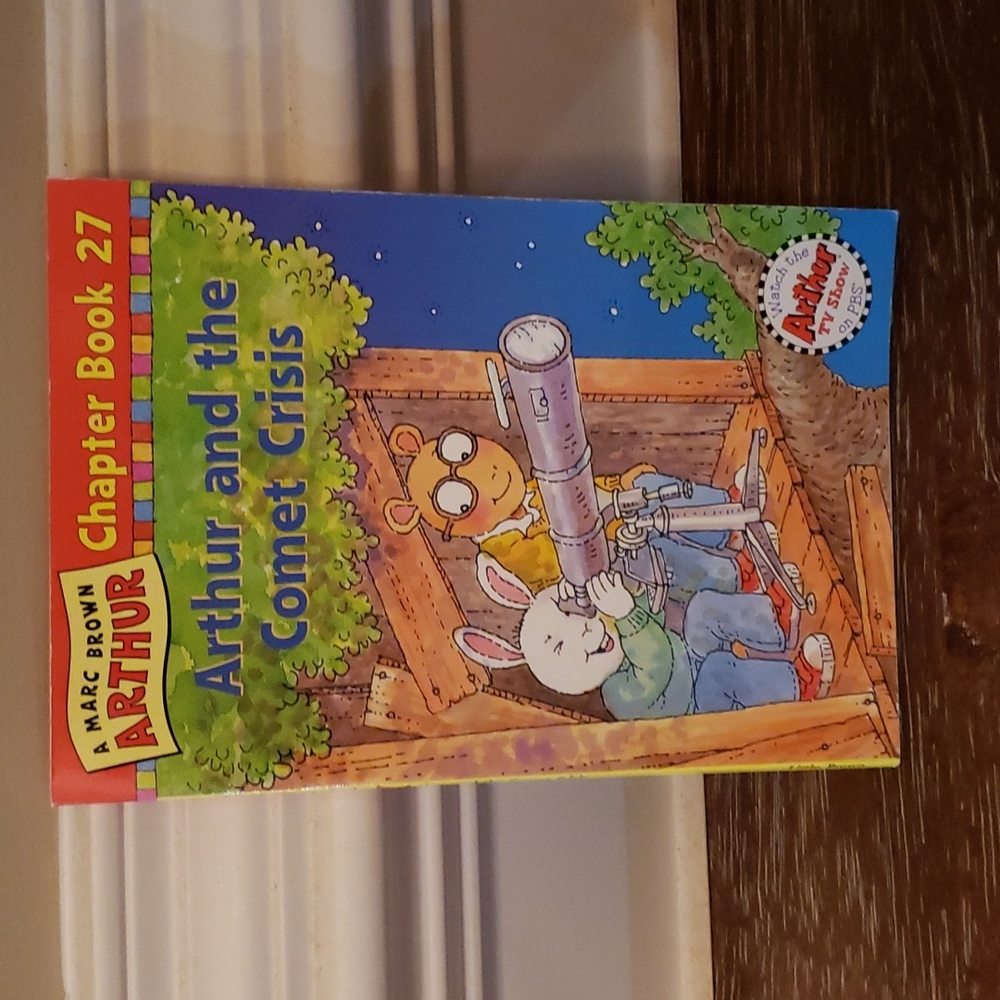 A MARC BROWN
ARTHUR
Chapter Book 27
Arthur and the
Comet Crisis
Watch the
Arthur
TV Show
on PBS